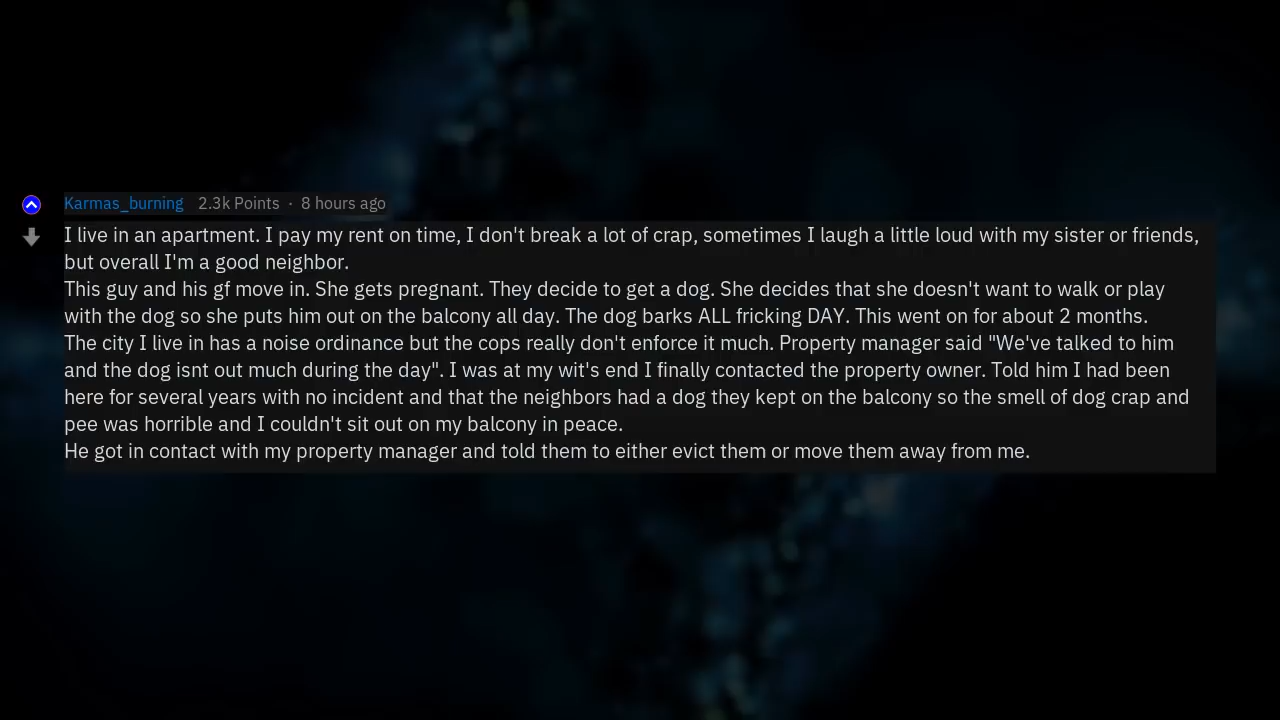 Karmas_burning 2.3k Points · 8 hours ago
I live in an apartment. I pay my rent on time, I don't break a lot of crap, sometimes I laugh a little loud with my sister or friends,
but overall I'm a good neighbor.
This guy and his gf move in. She gets pregnant. They decide to get a dog. She decides that she doesn't want to walk or play
with the dog so she puts him out on the balcony all day. The dog barks ALL fricking DAY. This went on for about 2 months.
The city I live in has a noise ordinance but the cops really don't enforce it much. Property manager said "We've talked to him
and the dog isnt out much during the day". I was at my wit's end I finally contacted the property owner. Told him I had been
here for several years with no incident and that the neighbors had a dog they kept on the balcony so the smell of dog crap and
pee was horrible and I couldn't sit out on my balcony in peace.
He got in contact with my property manager and told them to either evict them or move them away from me.